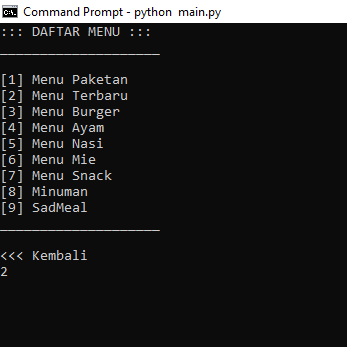 Command Prompt - python main.py
::: DAFTAR MENU :::
____________________
[1] Menu Paketan
[2] Menu Terbaru
[3] Menu Burger
[4] Menu Ayam
[5] Menu Nasi
[6] Menu Mie
[7] Menu Snack
[8] Minuman
[9] SadMeal
____________________
<<< Kembali
2